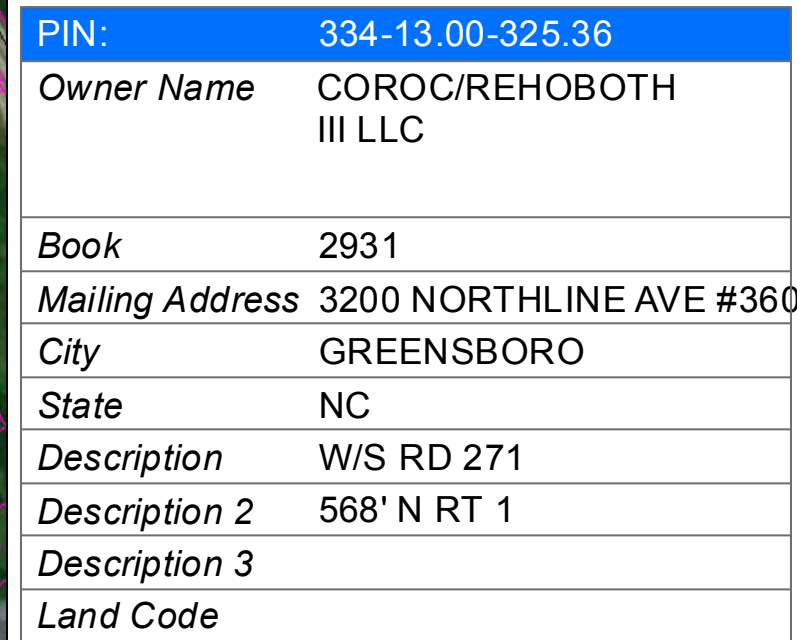 PIN: 334-13.00-325.36
Owner Name COROC/REHOBOTH
III LLC
Book 2931
Mailing Address 3200 NORTHLINE AVE #360
City GREENSBORO
State NC
Description W/S RD 271
Description 2 568' N RT 1
Description 3
Land Code